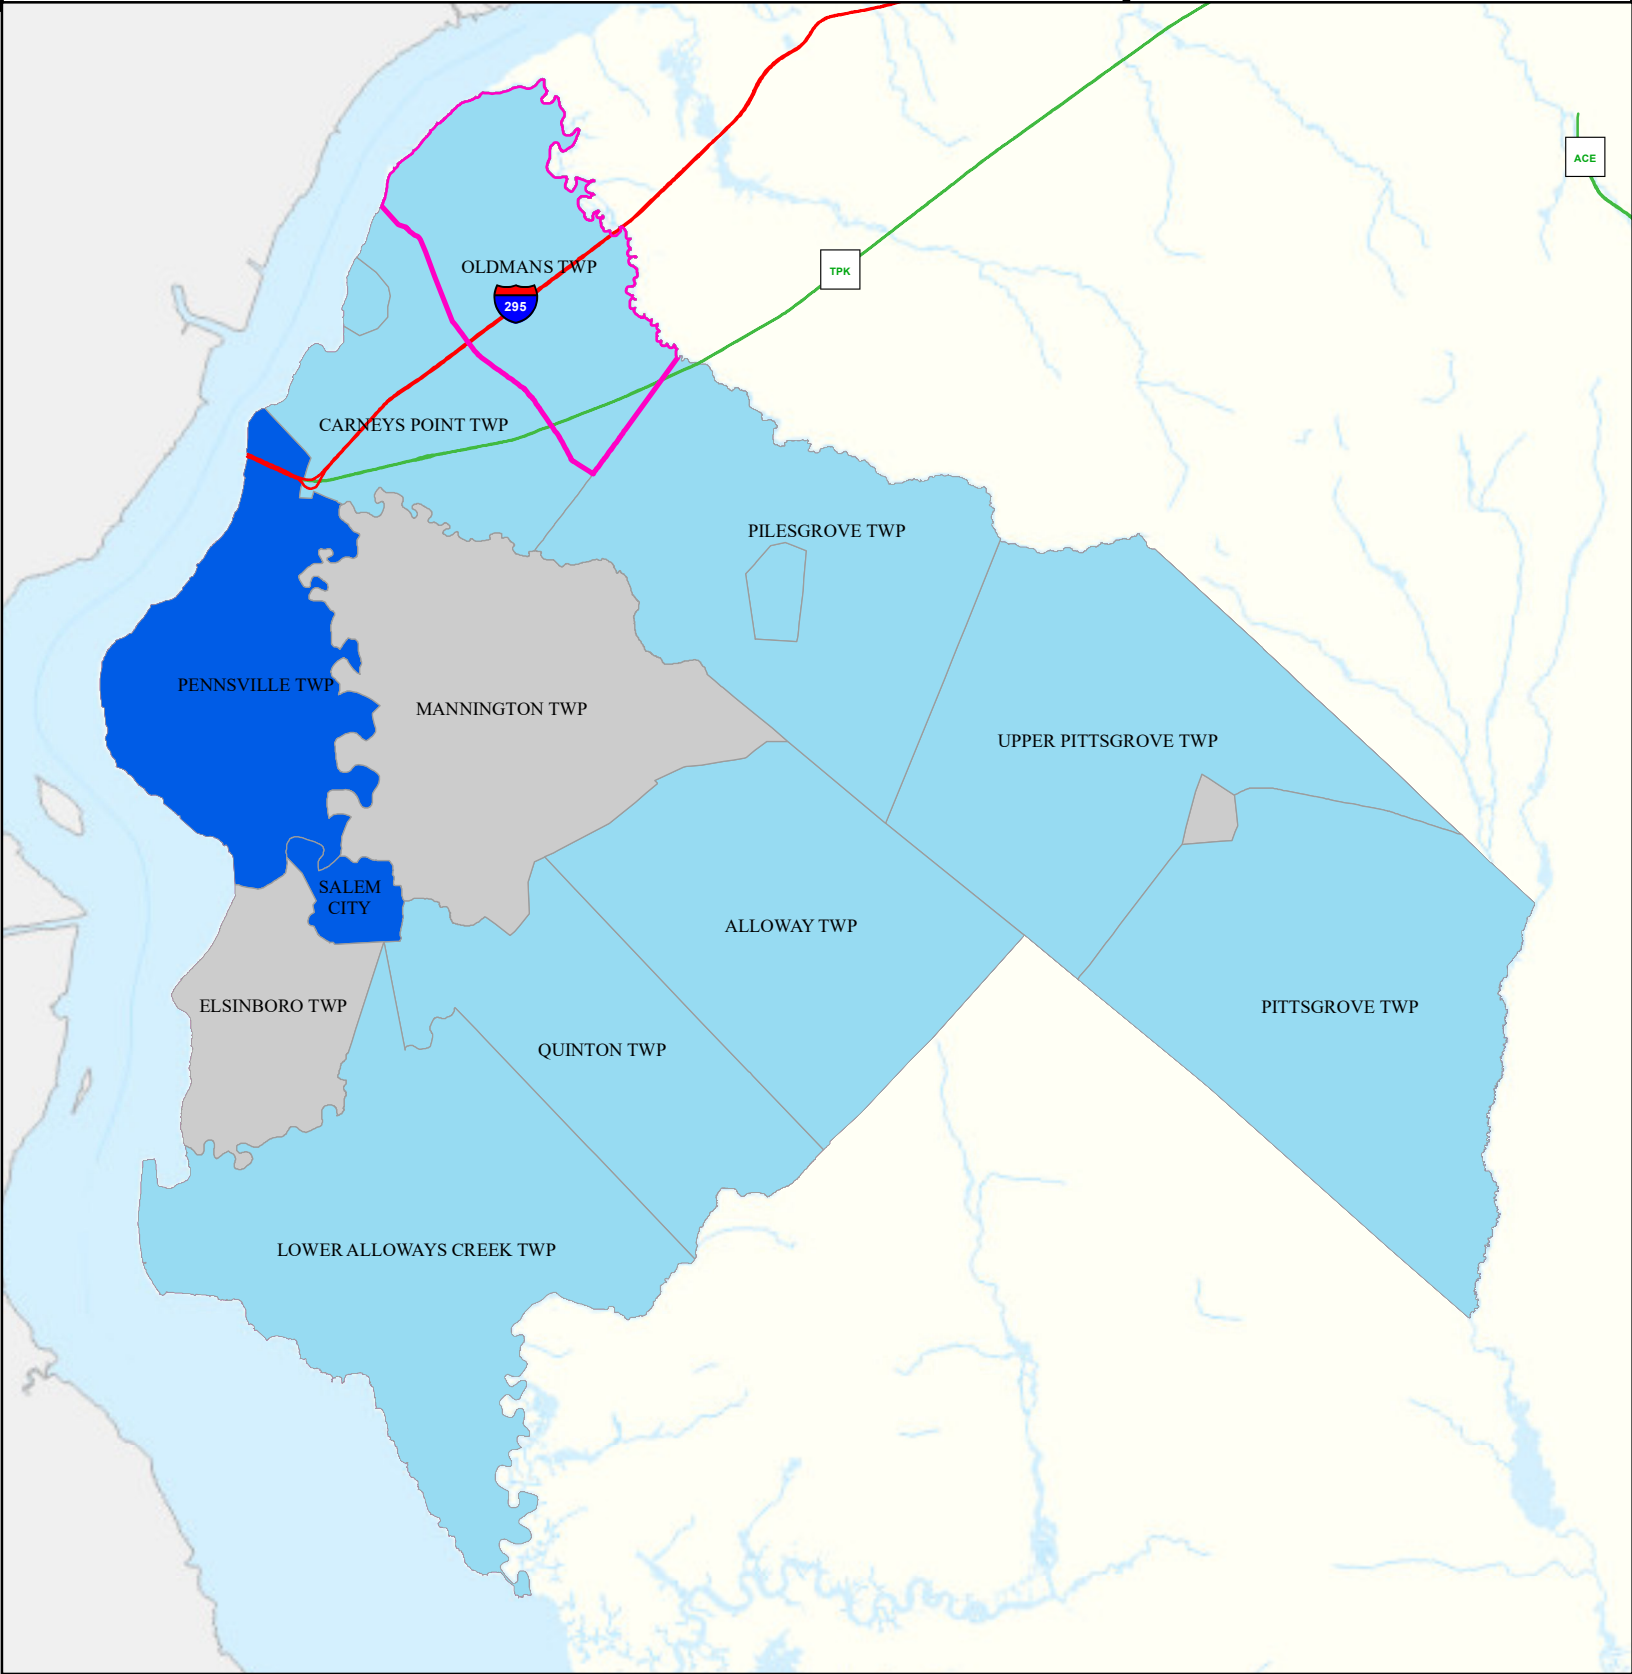 ACE
OLDMANS TWP
TPK
295
CARNEYS POINT TWP
PILESGROVE TWP
PENNSVILLE TWP
MANNINGTON TWP
UPPER PITTSGROVE TWP
SALEM
CITY
ALLOWAY TWP
ELSINBORO TWP
PITTSGROVE TWP
QUINTON TWP
LOWER ALLOWAYS CREEK TWP